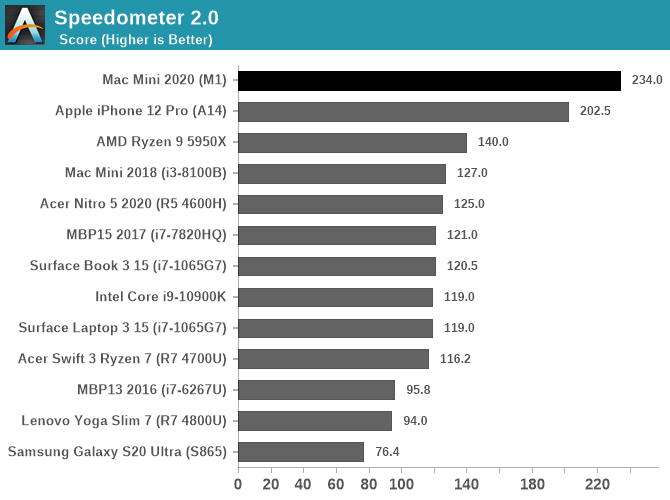 Speedometer 2.0
Score (Higher is Better)
Mac Mini 2020 (M1) 234.0
Apple iPhone 12 Pro (A14) 202.5
AMD Ryzen 9 5950X 140.0
Mac Mini 2018 (i3-8100B) 127.0
Acer Nitro 5 2020 (R5 4600H) 125.0
MBP15 2017 (i7-7820HQ) 121.0
Surface Book 3 15 (i7-1065G7) 120.5
Intel Core i9-10900K 119.0
Surface Laptop 3 15 (i7-1065G7) 119.0
Acer Swift 3 Ryzen 7 (R7 4700U) 116.2
MBP13 2016 (i7-6267U) 95.8
Lenovo Yoga Slim 7 (R7 4800U) 94.0
Samsung Galaxy S20 Ultra (S865) 76.4
0 20 40 60 80 100 140 180 220